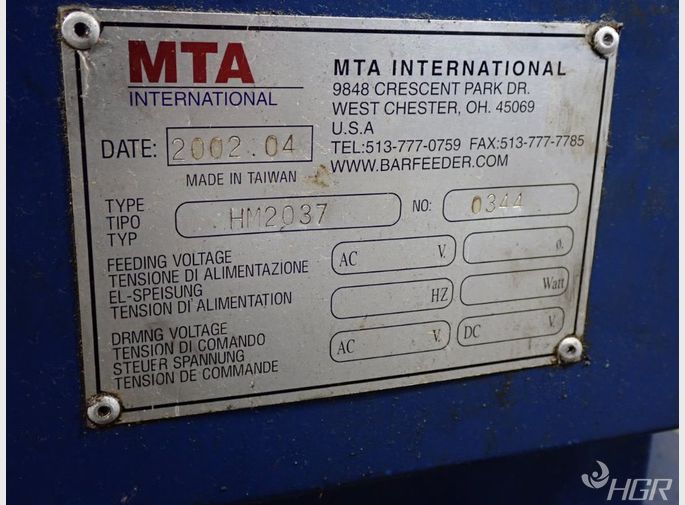 MTA
INTERNATIONAL
MTA INTERNATIONAL
9848 CRESCENT PARK DR.
WEST CHESTER, OH. 45069
U.S.A
TEL:513-777-0759 FAX:513-777-7785
WWW.BARFEEDER.COM
DATE: 2002.04
MADE IN TAIWAN
TYPE
TIPO
TYP
HM2037
NO: 0344
FEEDING VOLTAGE
TENSIONE DI ALIMENTAZIONE
EL-SPEISUNG
TENSION DI ALIMENTATION
AC V. ø.
HZ Watt
DRMNG VOLTAGE
TENSION DI COMANDO
STEUER SPANNUNG
TENSION DE COMMANDE
AC V. DC V.
HGR